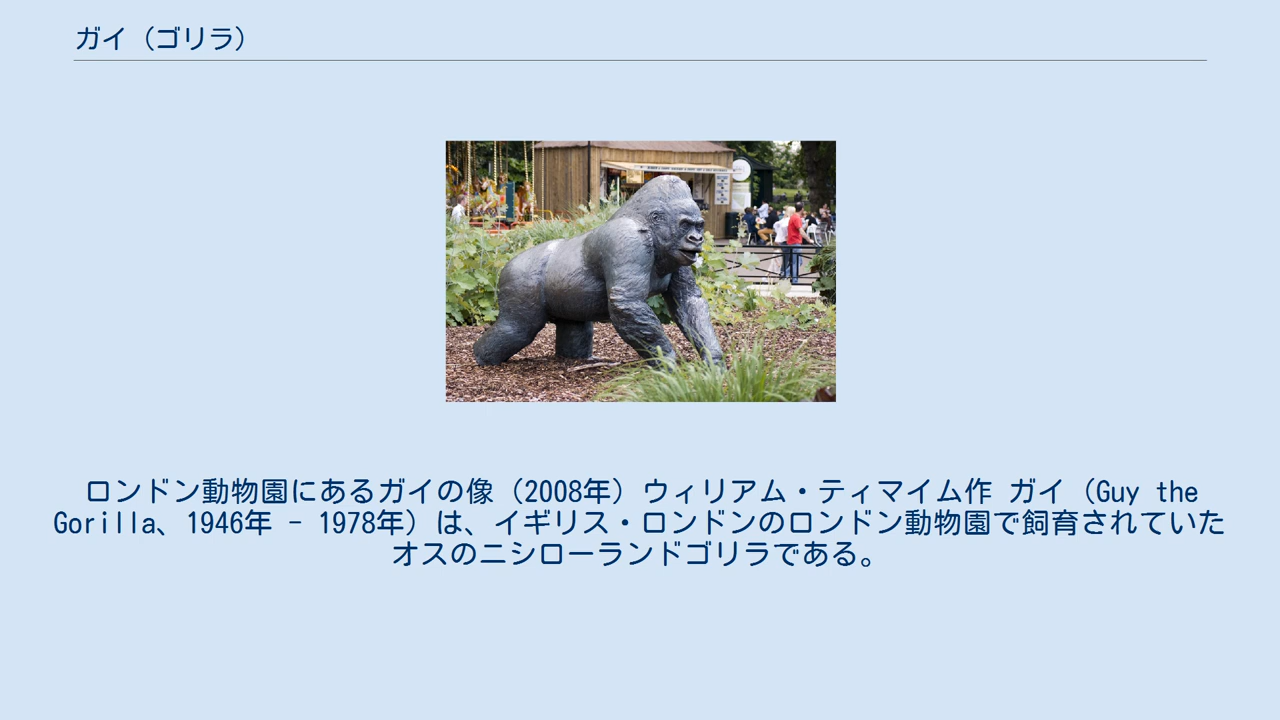 ガイ（ゴリラ）
ロンドン動物園にあるガイの像（2008年）ウィリアム・ティマイム作 ガイ（Guy the
Gorilla、1946年 - 1978年）は、イギリス・ロンドンのロンドン動物園で飼育されていた
オスのニシローランドゴリラである。